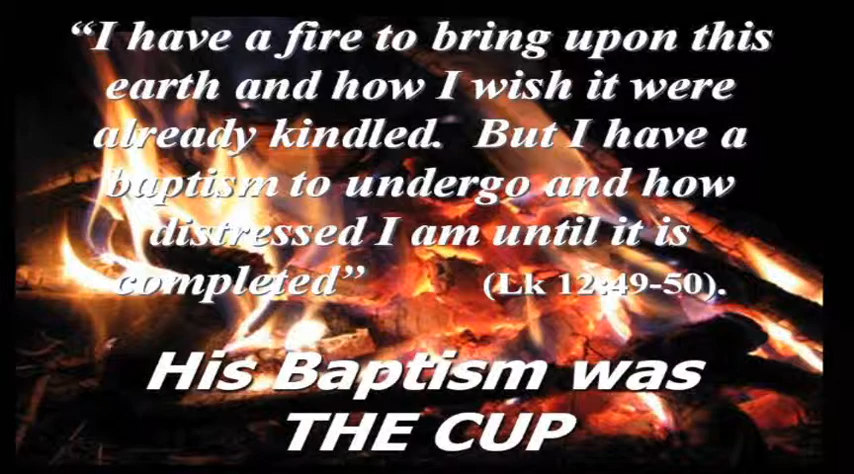 “I have a fire to bring upon this
earth and how I wish it were
already kindled.  But I have a
baptism to undergo and how
distressed I am until it is
completed”          (Lk 12:49-50).
His Baptism was
THE CUP